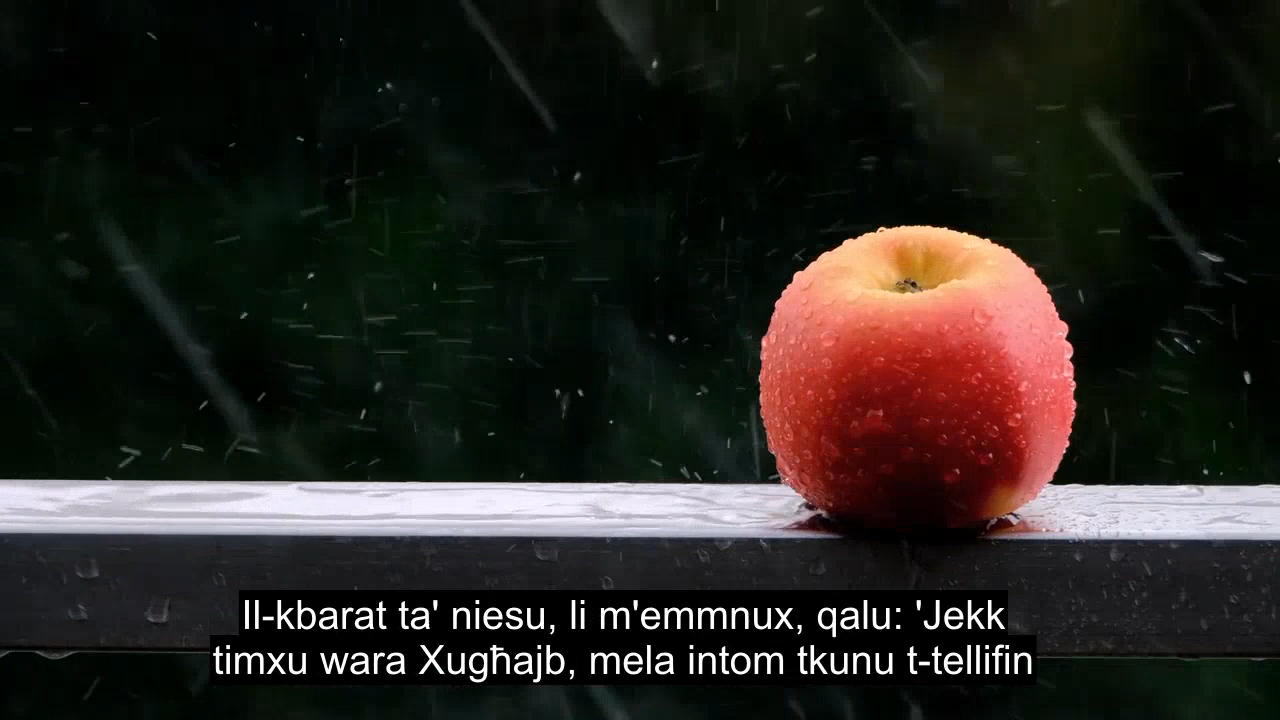 Il-kbarat ta' niesu, li m'emmnux, qalu: 'Jekk
timxu wara Xugħajb, mela intom tkunu t-tellifin